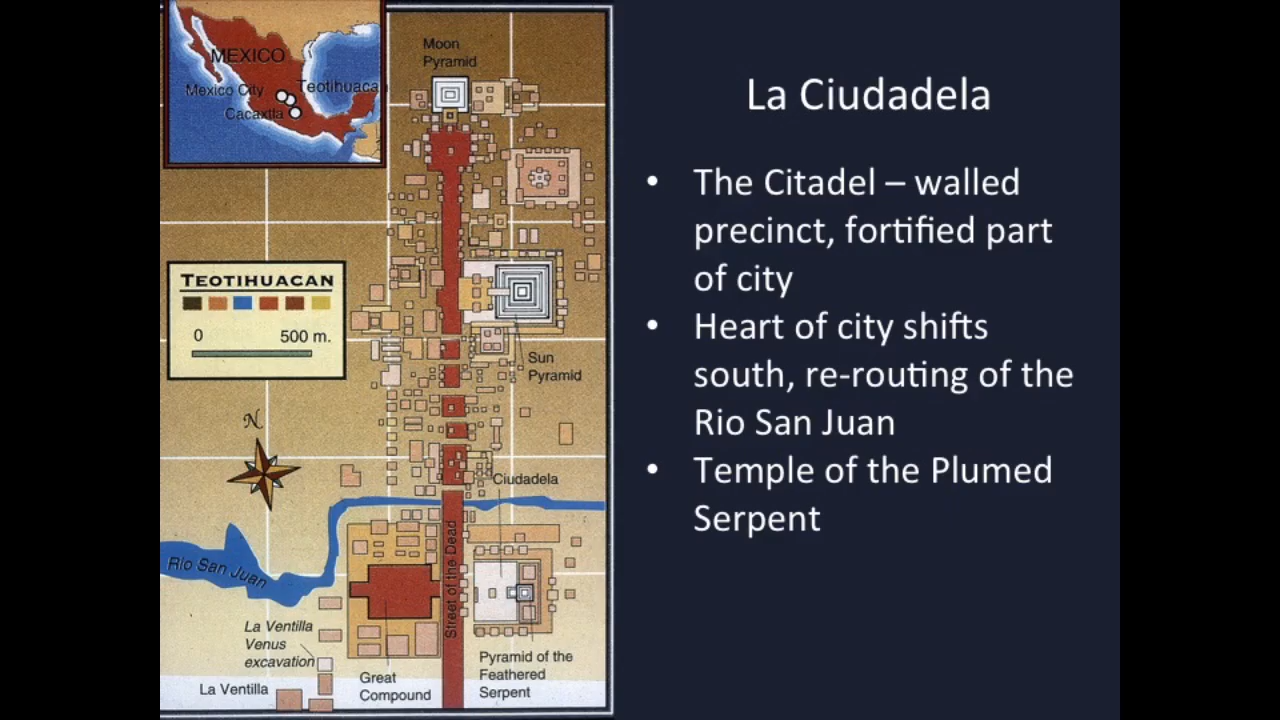 MEXICO
Mexico City
Teotihuacan
Cacaxtla
Moon
Pyramid
TEOTIHUACAN
0 500 m.
Sun
Pyramid
N
Ciudadela
Street of the Dead
Rio San Juan
La Ventilla
Venus
excavation
La Ventilla
Great
Compound
Pyramid of the
Feathered
Serpent
La Ciudadela
• The Citadel – walled
precinct, fortified part
of city
• Heart of city shifts
south, re-routing of the
Rio San Juan
• Temple of the Plumed
Serpent